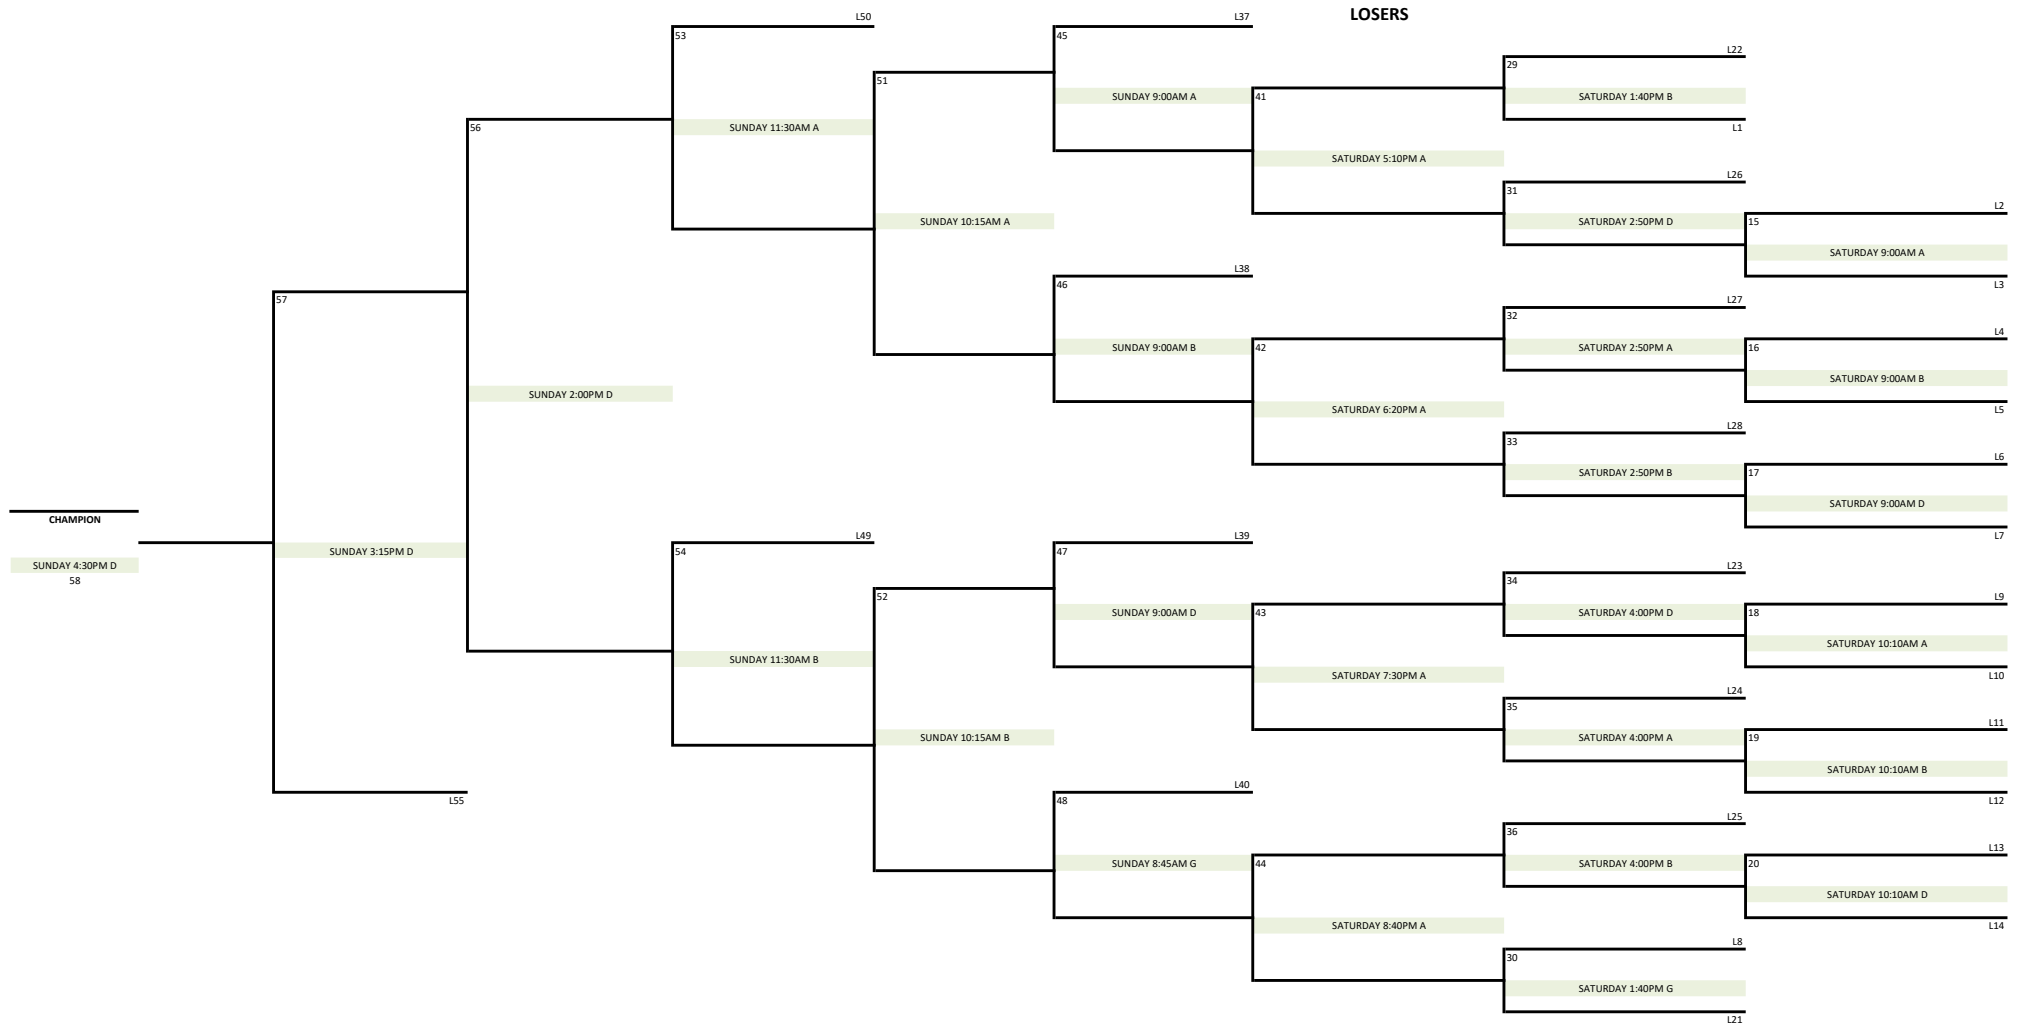 LOSERS
L50
L37
53
45
L22
29
51
SUNDAY 9:00AM A
41
SATURDAY 1:40PM B
56
SUNDAY 11:30AM A
L1
SATURDAY 5:10PM A
L26
31
L2
SUNDAY 10:15AM A
SATURDAY 2:50PM D
15
SATURDAY 9:00AM A
L38
46
L3
57
L27
32
L4
SUNDAY 9:00AM B
42
SATURDAY 2:50PM A
16
SATURDAY 9:00AM B
SUNDAY 2:00PM D
SATURDAY 6:20PM A
L5
L28
33
L6
SATURDAY 2:50PM B
17
SATURDAY 9:00AM D
CHAMPION
L7
L49
L39
SUNDAY 3:15PM D
54
47
SUNDAY 4:30PM D
58
L23
34
52
L9
SUNDAY 9:00AM D
43
SATURDAY 4:00PM D
18
SATURDAY 10:10AM A
SUNDAY 11:30AM B
SATURDAY 7:30PM A
L10
L24
35
L11
SUNDAY 10:15AM B
SATURDAY 4:00PM A
19
SATURDAY 10:10AM B
L40
L55
48
L12
L25
36
L13
SUNDAY 8:45AM G
44
SATURDAY 4:00PM B
20
SATURDAY 10:10AM D
SATURDAY 8:40PM A
L14
L8
30
SATURDAY 1:40PM G
L21